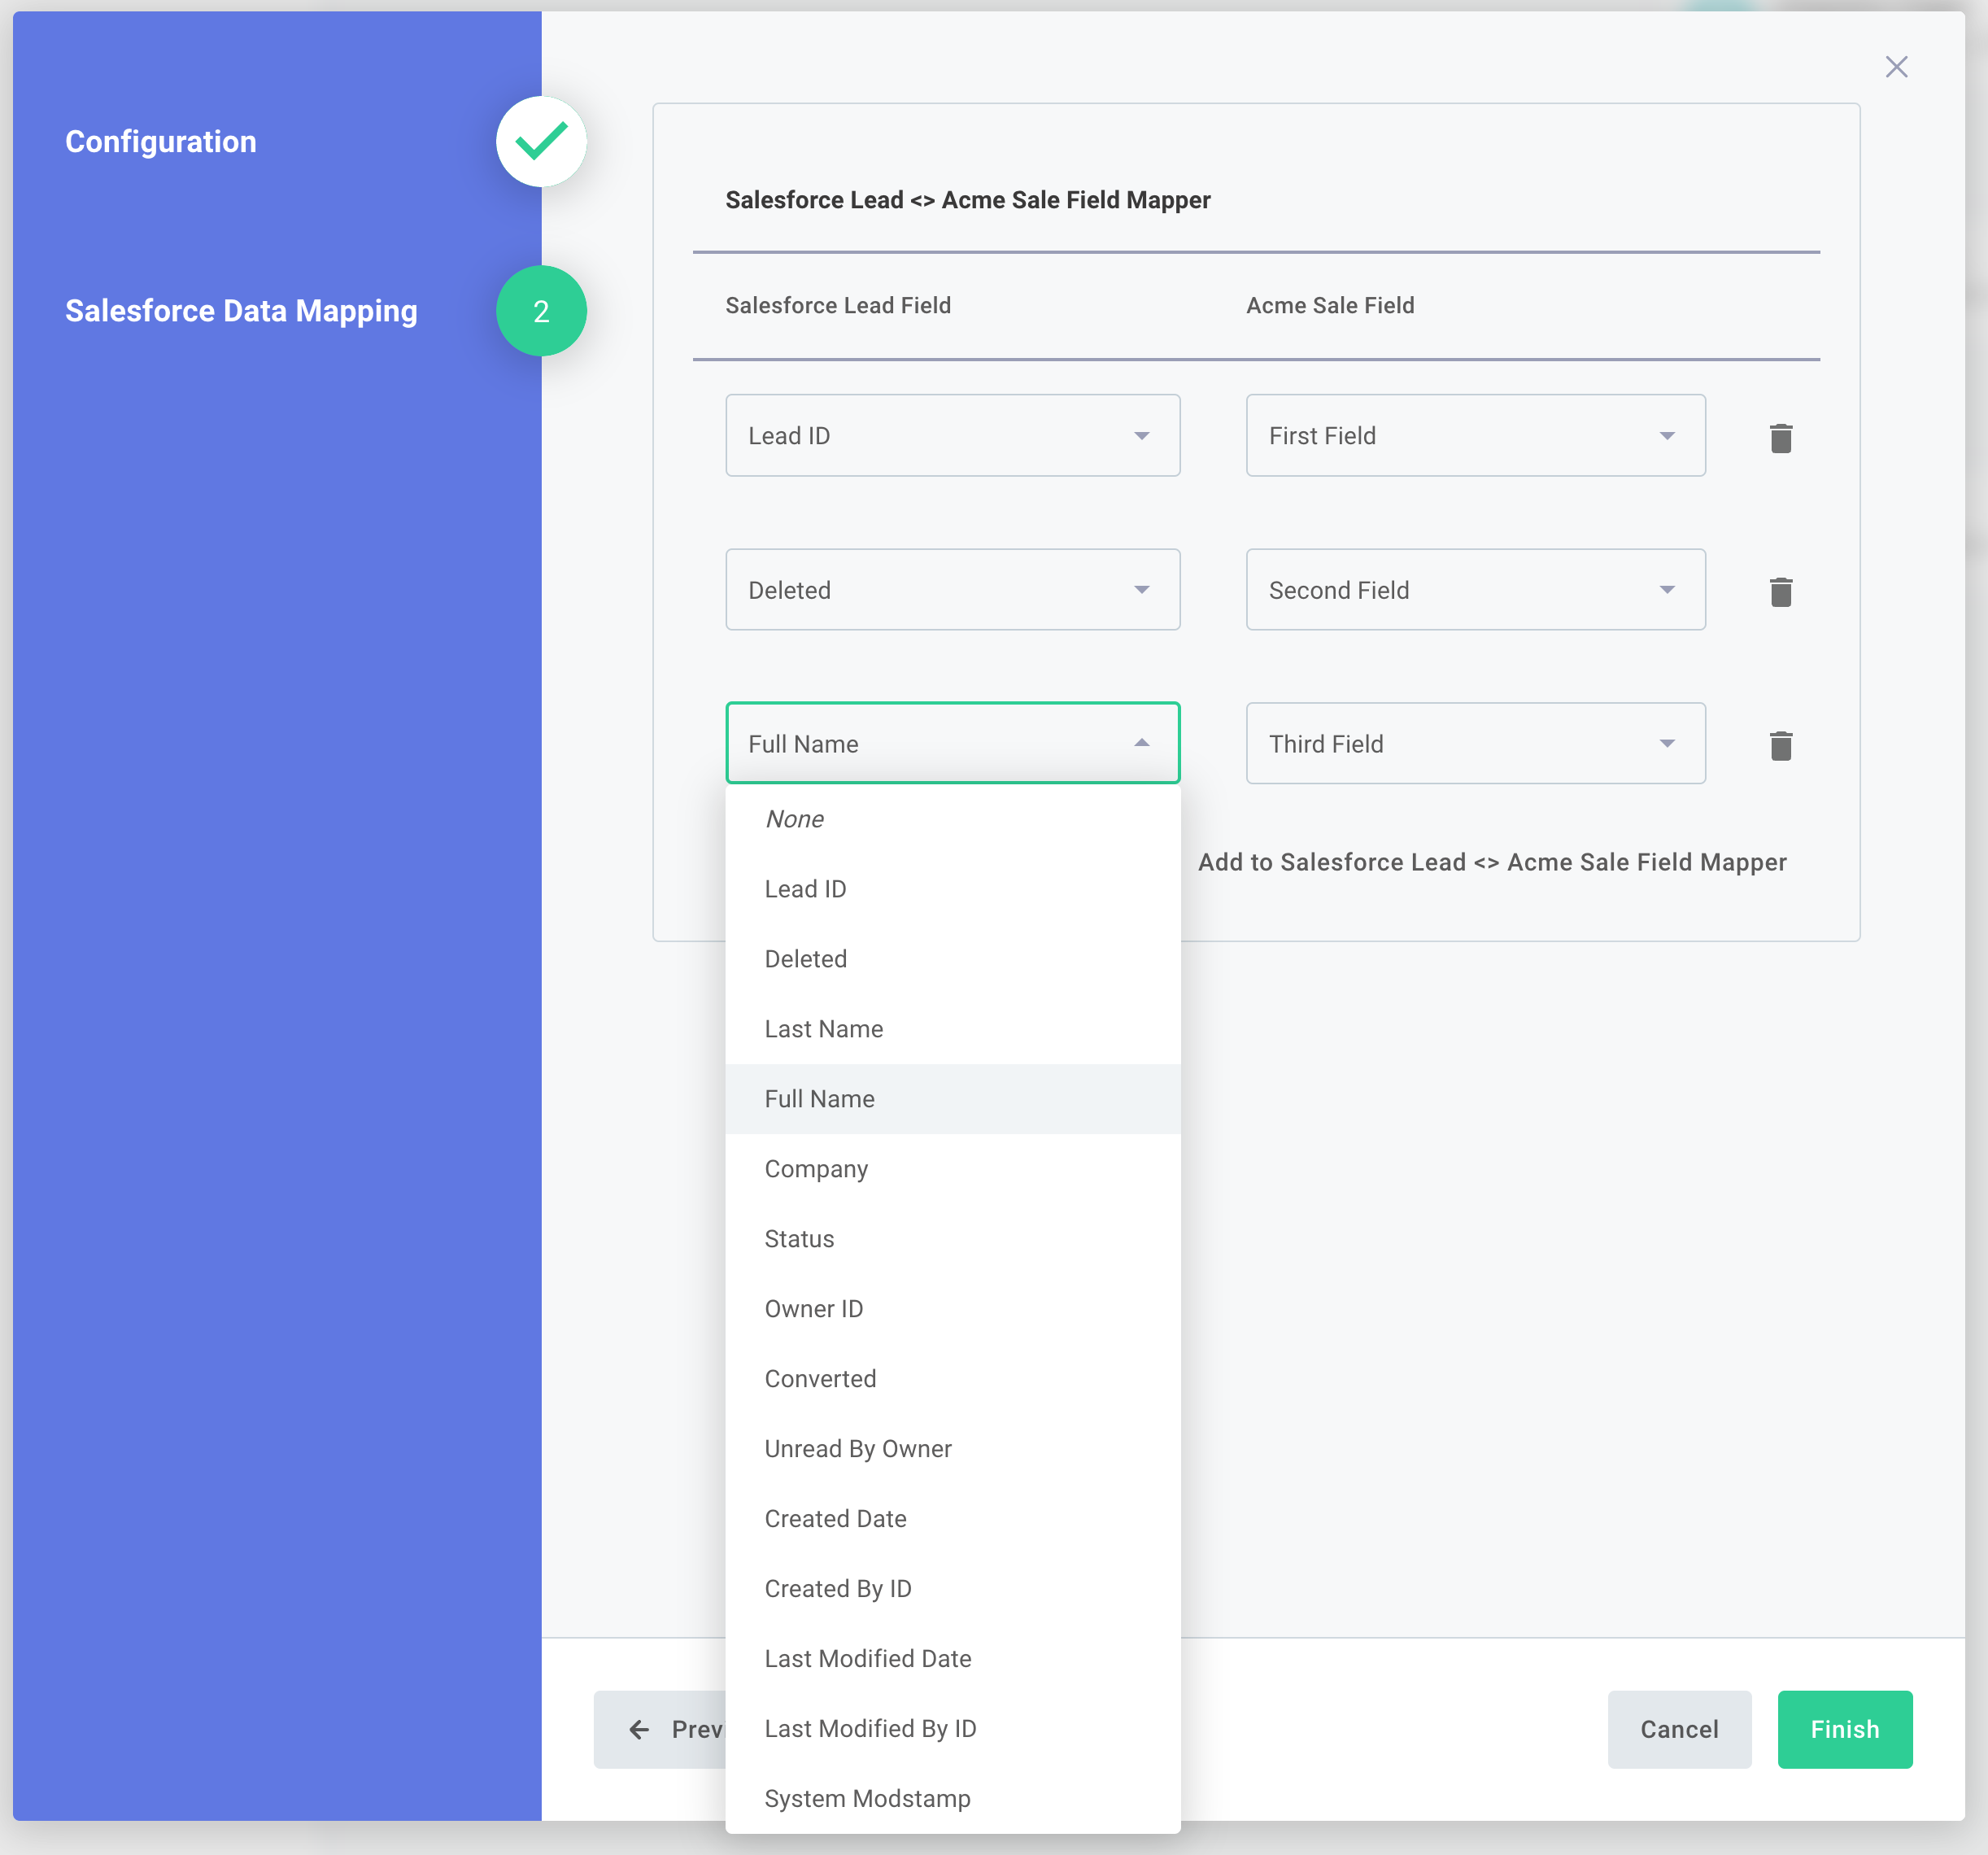 Configuration
Salesforce Data Mapping
2
Salesforce Lead <> Acme Sale Field Mapper
Salesforce Lead Field
Acme Sale Field
Lead ID
First Field
Deleted
Second Field
Full Name
Third Field
None
Lead ID
Deleted
Last Name
Full Name
Company
Status
Owner ID
Converted
Unread By Owner
Created Date
Created By ID
Last Modified Date
Last Modified By ID
System Modstamp
Add to Salesforce Lead <> Acme Sale Field Mapper
Prev
Cancel
Finish